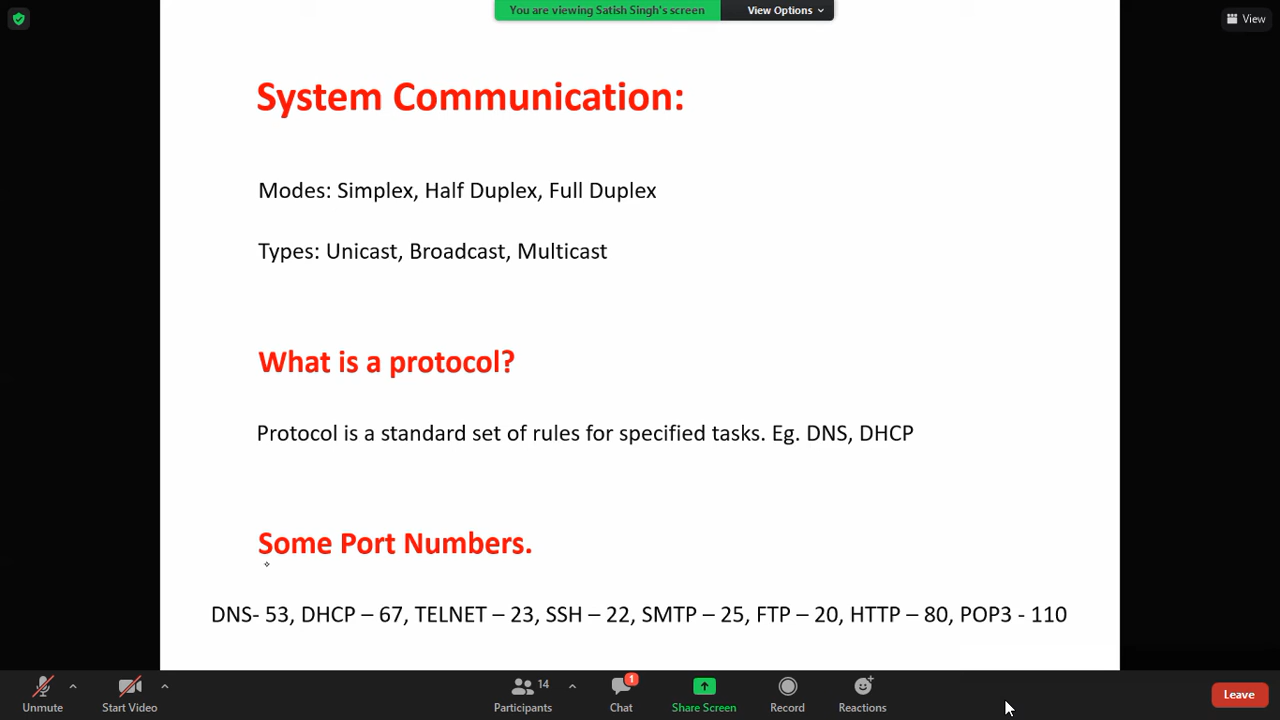 You are viewing Satish Singh's screen
View Options
View
System Communication:
Modes: Simplex, Half Duplex, Full Duplex
Types: Unicast, Broadcast, Multicast
What is a protocol?
Protocol is a standard set of rules for specified tasks. Eg. DNS, DHCP
Some Port Numbers.
DNS- 53, DHCP – 67, TELNET – 23, SSH – 22, SMTP – 25, FTP – 20, HTTP – 80, POP3 - 110
Unmute
Start Video
14
Participants
1
Chat
Share Screen
Record
Reactions
Leave